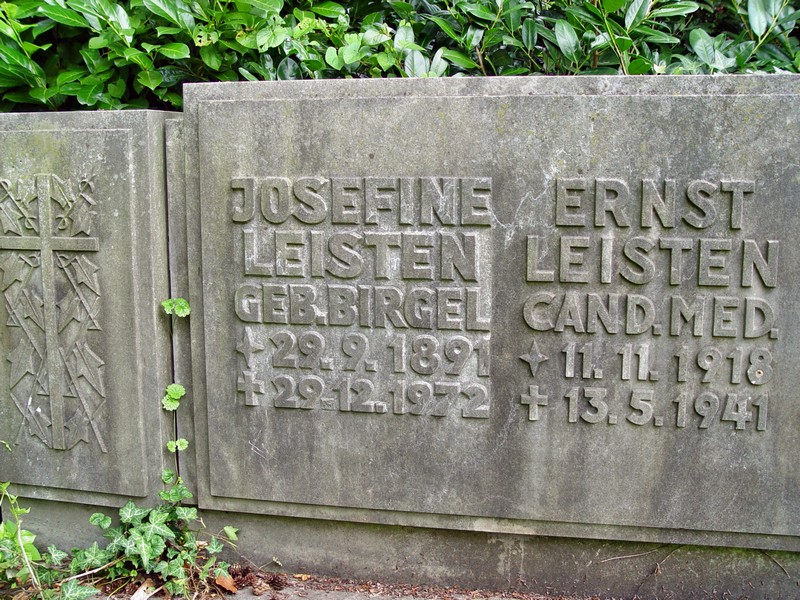 JOSEFINE
LEISTEN
GEB. BIRGEL
29. 9. 1891
29.12.1972
ERNST
LEISTEN
CAND. MED.
11. 11. 1918
13. 5. 1941